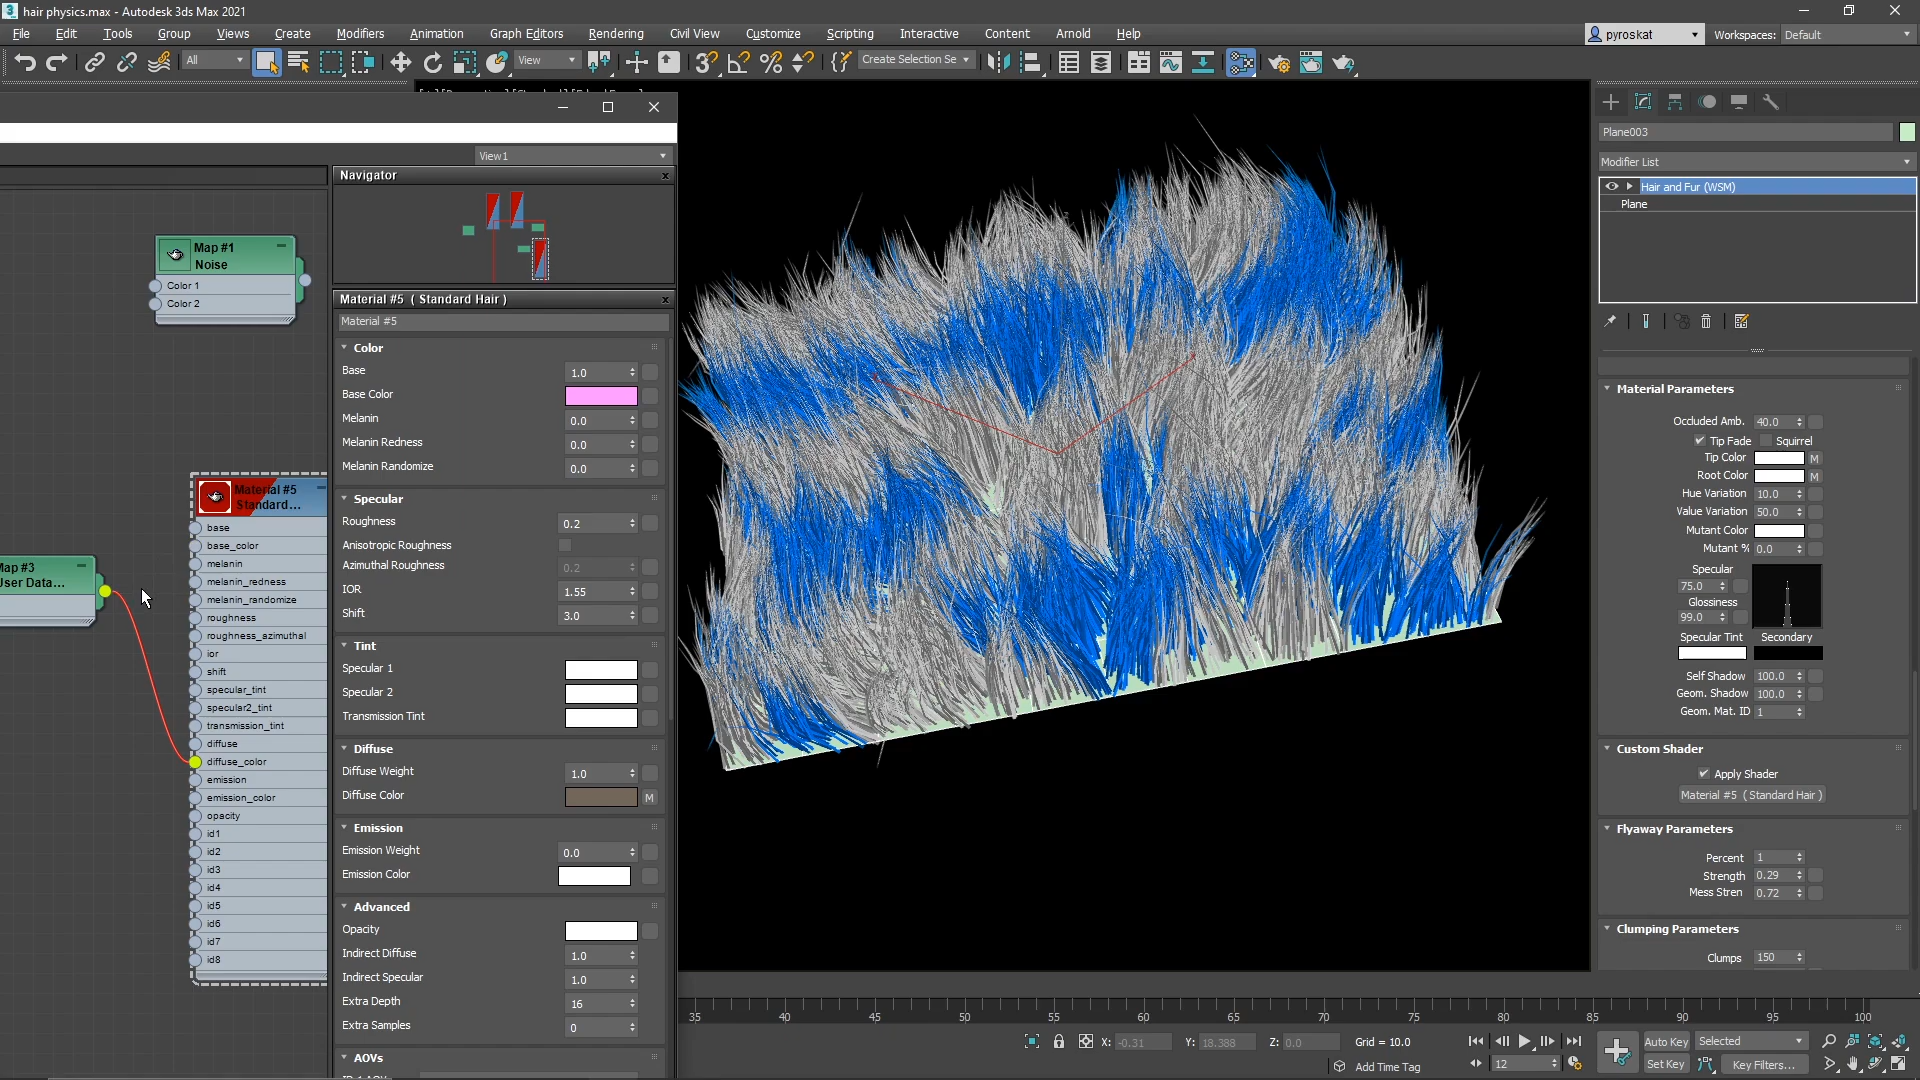 hair physics.max - Autodesk 3ds Max 2021
File Edit Tools Group Views Create Modifiers Animation Graph Editors Rendering Civil View Customize Scripting Interactive Content Arnold Help
pyroskat Workspaces: Default
All View Create Selection Se
View1
Navigator
Map #1
Noise
Color 1
Color 2
Map #3
User Data...
Material #5
Standard...
base
base_color
melanin
melanin_redness
melanin_randomize
roughness
roughness_azimuthal
ior
shift
specular_tint
specular2_tint
transmission_tint
diffuse
diffuse_color
emission
emission_color
opacity
id1
id2
id3
id4
id5
id6
id7
id8
Material #5 ( Standard Hair )
Material #5
Color
Base 1.0
Base Color
Melanin 0.0
Melanin Redness 0.0
Melanin Randomize 0.0
Specular
Roughness 0.2
Anisotropic Roughness
Azimuthal Roughness 0.2
IOR 1.55
Shift 3.0
Tint
Specular 1
Specular 2
Transmission Tint
Diffuse
Diffuse Weight 1.0
Diffuse Color M
Emission
Emission Weight 0.0
Emission Color
Advanced
Opacity
Indirect Diffuse 1.0
Indirect Specular 1.0
Extra Depth 16
Extra Samples 0
AOVs
Plane003
Modifier List
Hair and Fur (WSM)
Plane
Material Parameters
Occluded Amb. 40.0
Tip Fade Squirrel
Tip Color M
Root Color M
Hue Variation 10.0
Value Variation 50.0
Mutant Color
Mutant % 0.0
Specular
75.0
Glossiness
99.0
Specular Tint Secondary
Self Shadow 100.0
Geom. Shadow 100.0
Geom. Mat. ID 1
Custom Shader
Apply Shader
Material #5 ( Standard Hair )
Flyaway Parameters
Percent 1
Strength 0.29
Mess Stren 0.72
Clumping Parameters
Clumps 150
35 40 45 50 55 60 65 70 75 80 85 90 95 100
X: -0.31 Y: 18.388 Z: 0.0 Grid = 10.0
Add Time Tag
12
Auto Key Selected
Set Key Key Filters...